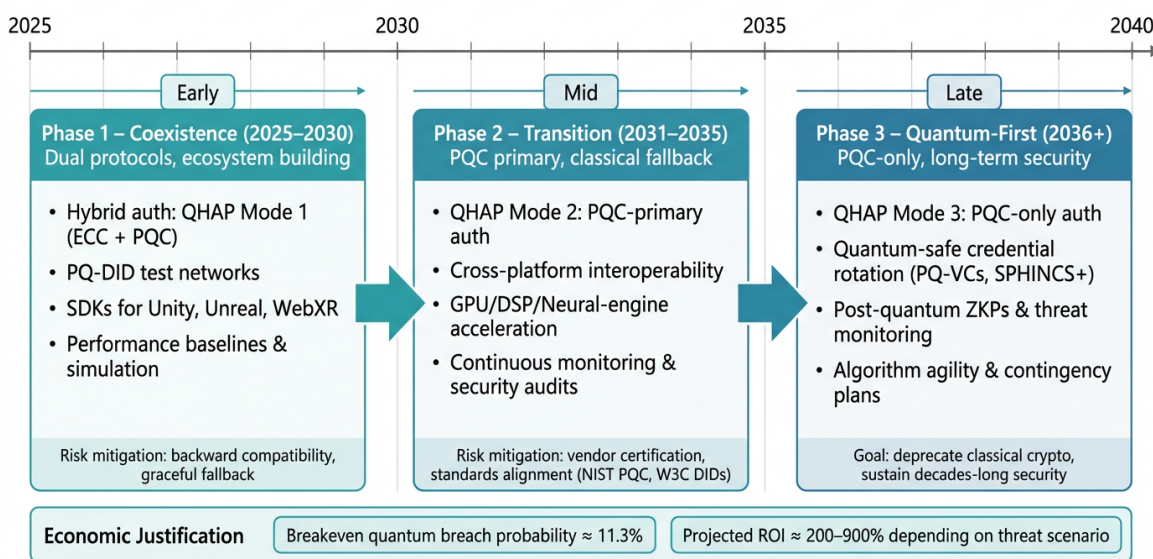 2025 2030 2035 2040
Early
Phase 1 – Coexistence (2025–2030)
Dual protocols, ecosystem building
• Hybrid auth: QHAP Mode 1
(ECC + PQC)
• PQ-DID test networks
• SDKs for Unity, Unreal, WebXR
• Performance baselines &
simulation
Risk mitigation: backward compatibility,
graceful fallback
Mid
Phase 2 – Transition (2031–2035)
PQC primary, classical fallback
• QHAP Mode 2: PQC-primary
auth
• Cross-platform interoperability
• GPU/DSP/Neural-engine
acceleration
• Continuous monitoring &
security audits
Risk mitigation: vendor certification,
standards alignment (NIST PQC, W3C DIDs)
Late
Phase 3 – Quantum-First (2036+)
PQC-only, long-term security
• QHAP Mode 3: PQC-only auth
• Quantum-safe credential
rotation (PQ-VCs, SPHINCS+)
• Post-quantum ZKPs & threat
monitoring
• Algorithm agility & contingency
plans
Goal: deprecate classical crypto,
sustain decades-long security
Economic Justification
Breakeven quantum breach probability ≈ 11.3%
Projected ROI ≈ 200–900% depending on threat scenario